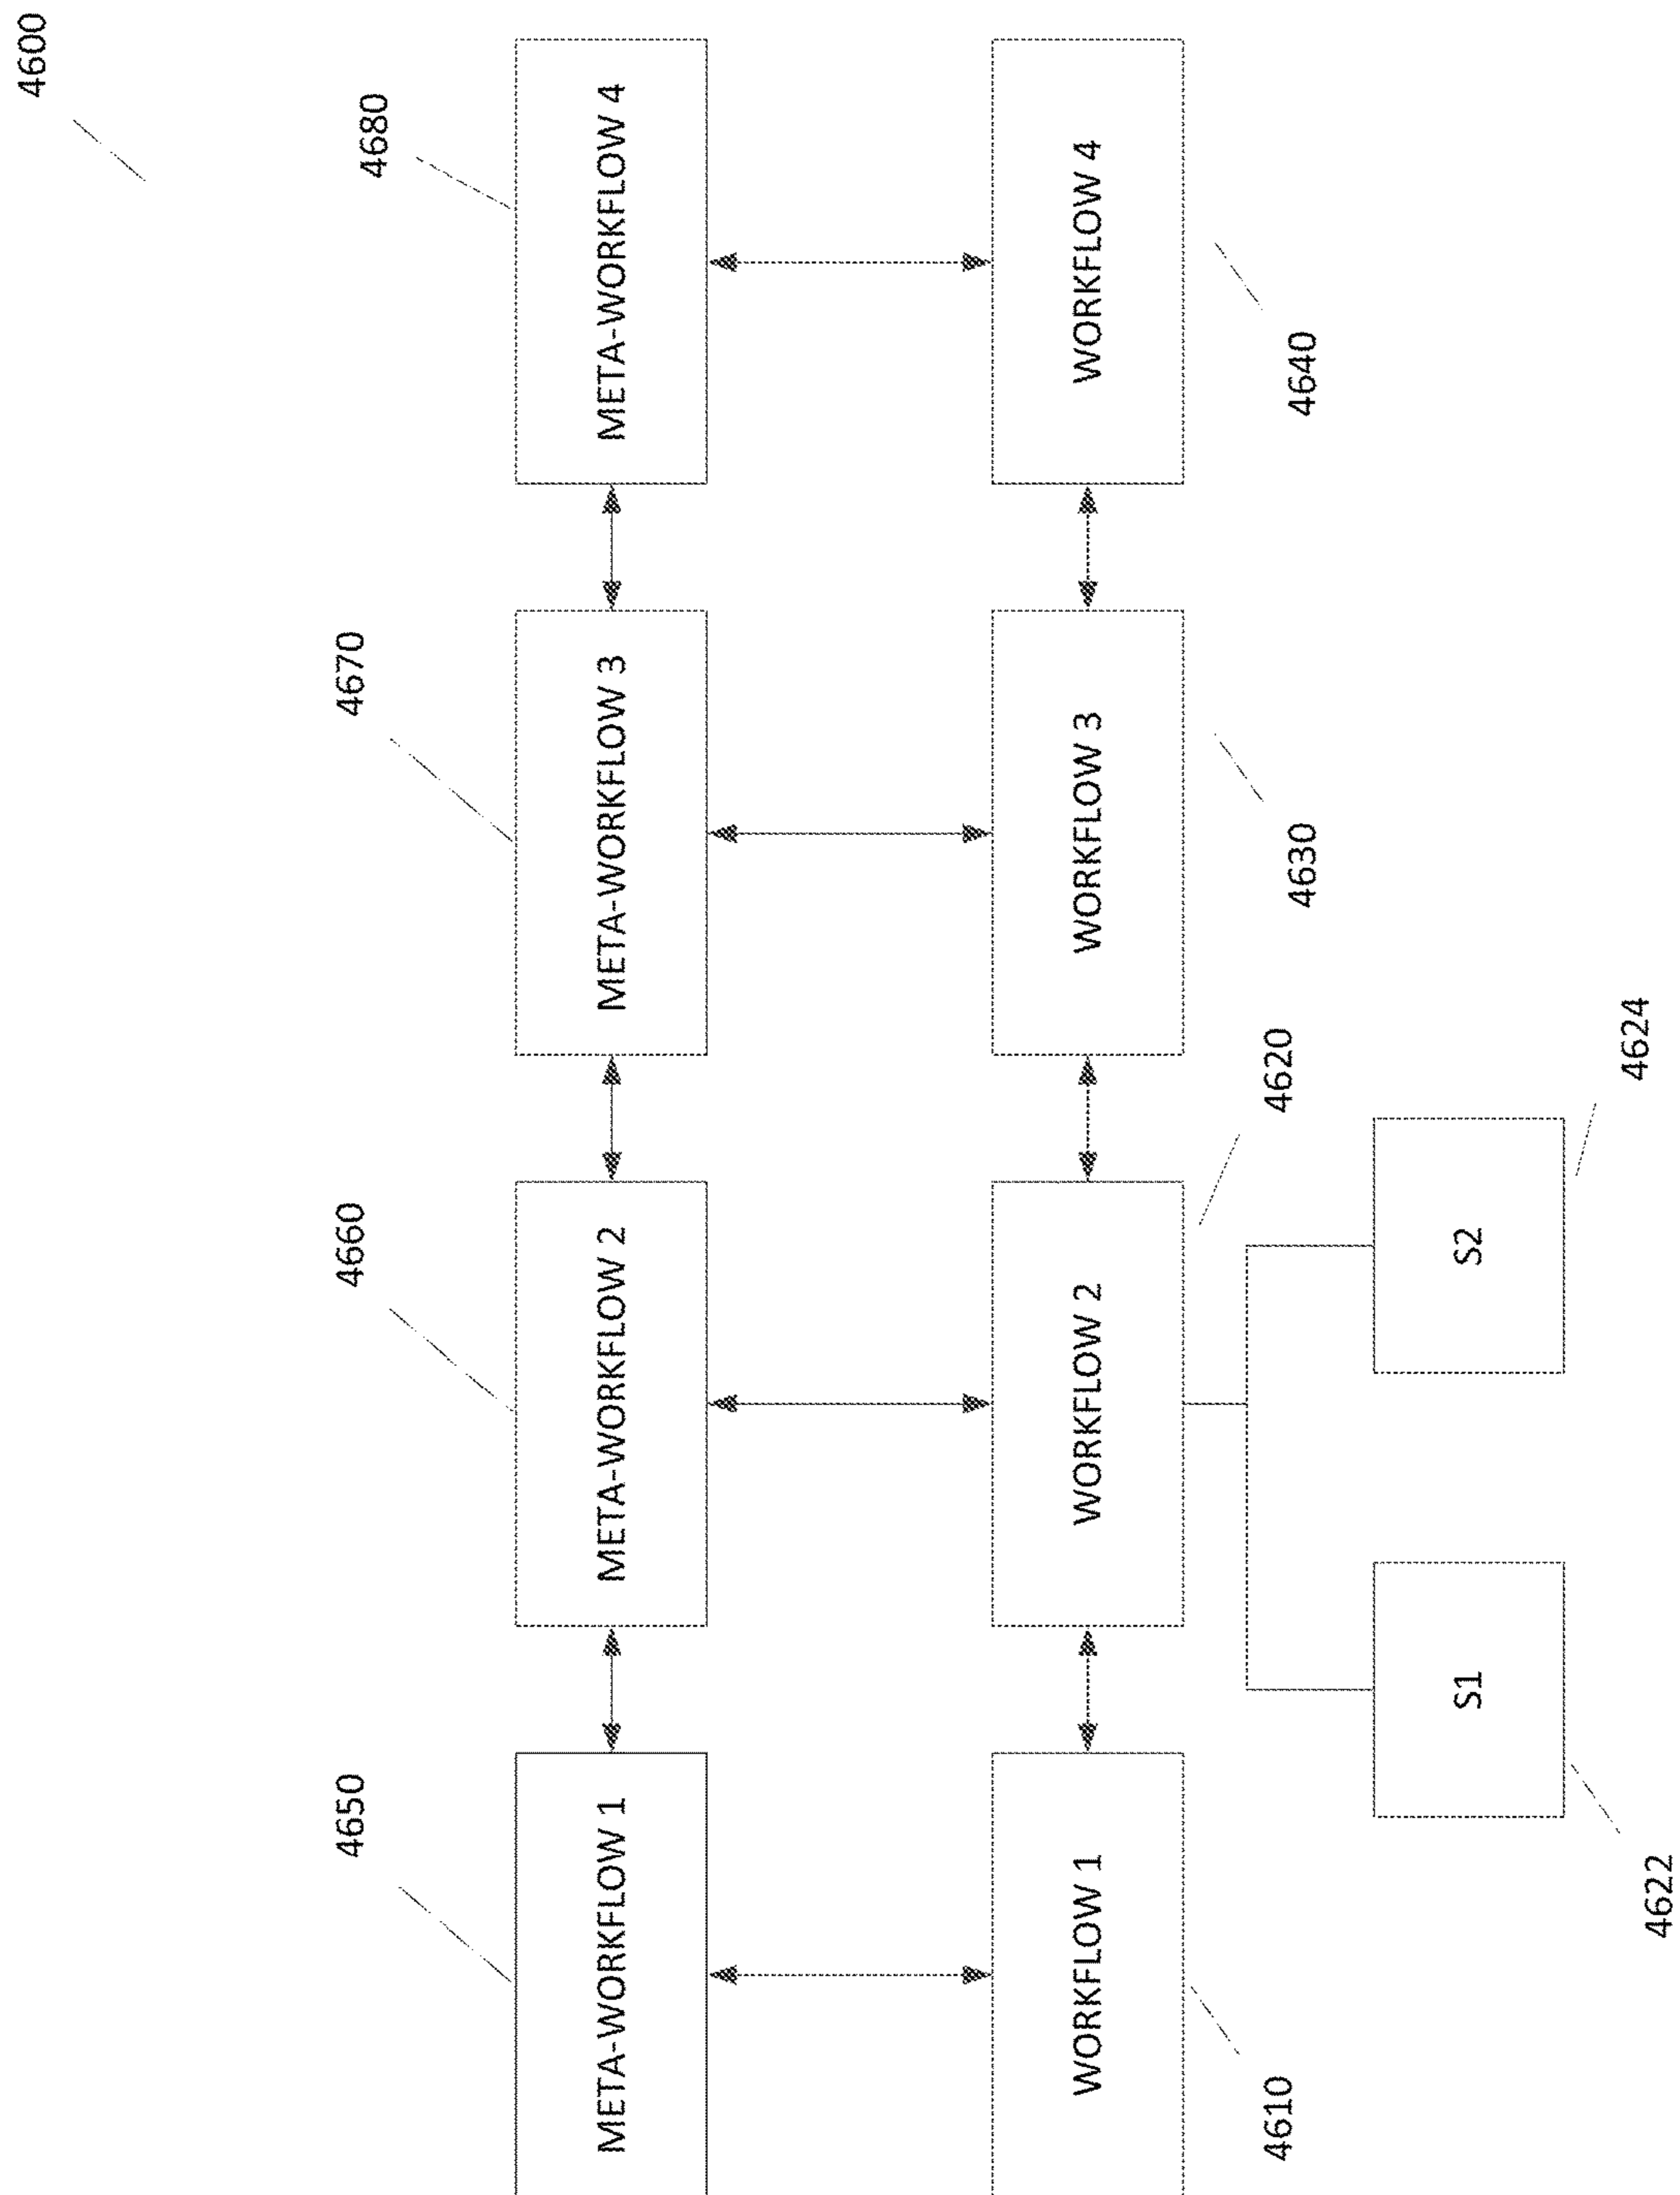 4600
4650
4660
4670
4680
META-WORKFLOW 1
META-WORKFLOW 2
META-WORKFLOW 3
META-WORKFLOW 4
WORKFLOW 1
WORKFLOW 2
WORKFLOW 3
WORKFLOW 4
4610
4620
4630
4640
S1
S2
4622
4624